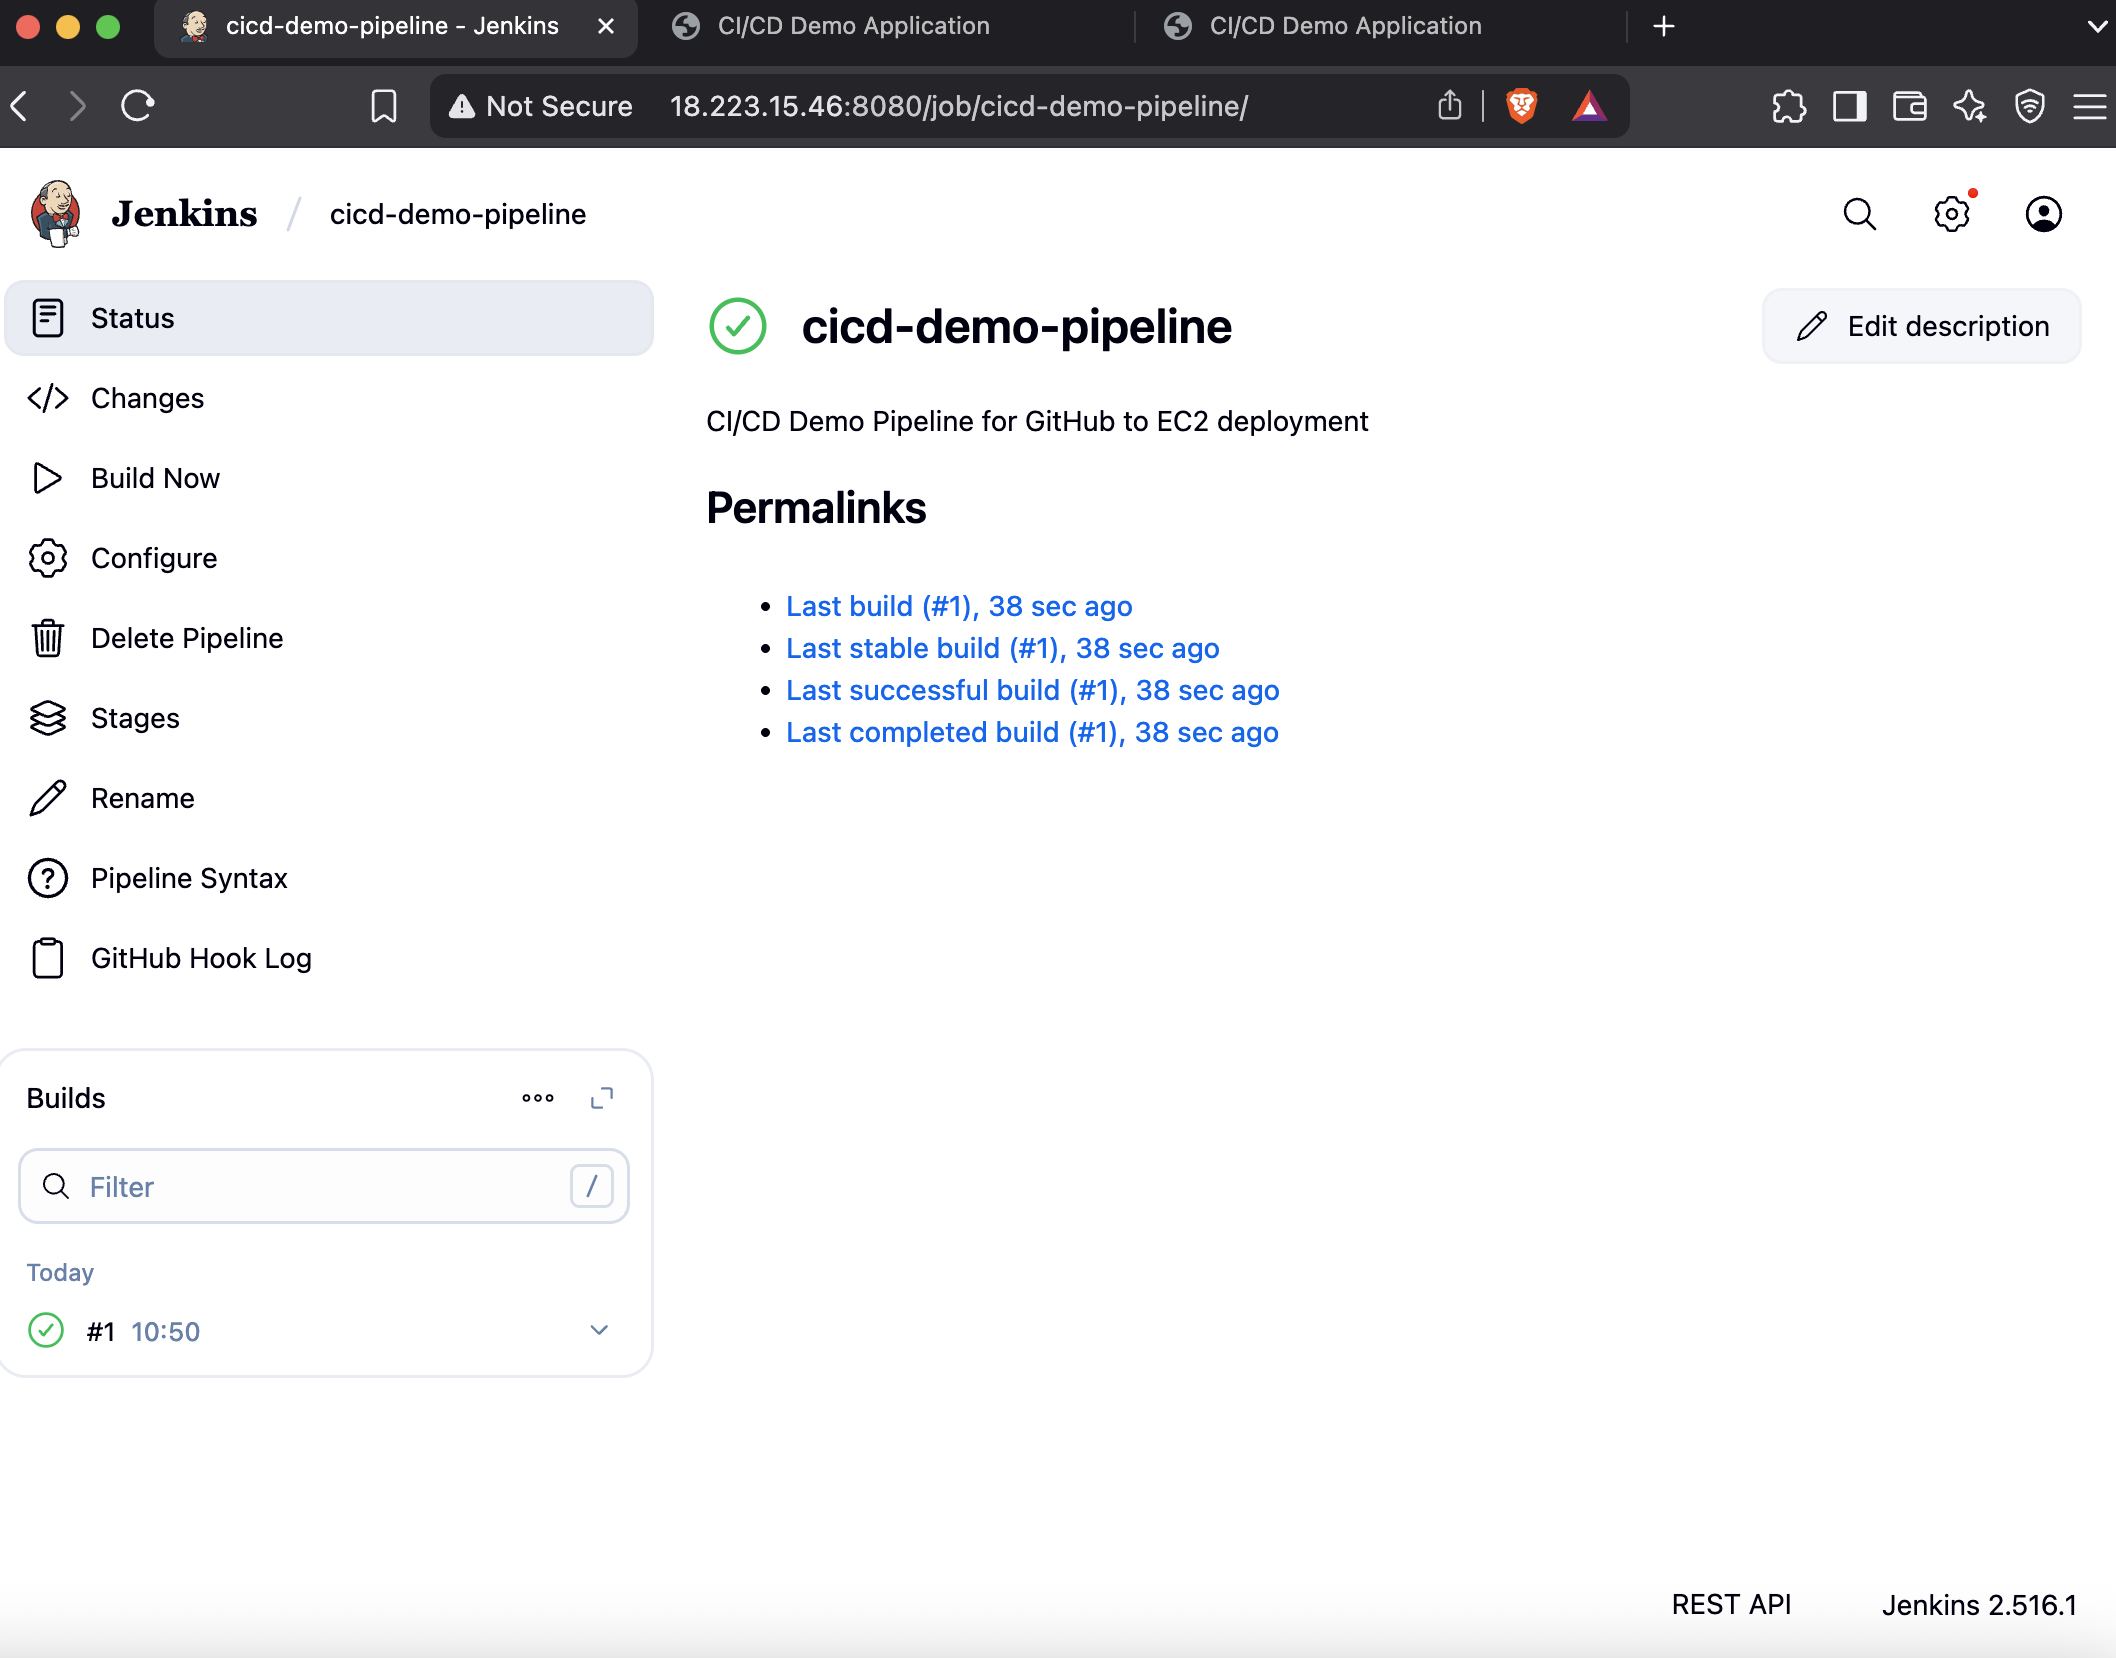 cicd-demo-pipeline - Jenkins
CI/CD Demo Application
CI/CD Demo Application
Not Secure
18.223.15.46:8080/job/cicd-demo-pipeline/
Jenkins / cicd-demo-pipeline
Status
Changes
Build Now
Configure
Delete Pipeline
Stages
Rename
Pipeline Syntax
GitHub Hook Log
Builds
Filter
/
Today
#1 10:50
cicd-demo-pipeline
Edit description
CI/CD Demo Pipeline for GitHub to EC2 deployment
Permalinks
Last build (#1), 38 sec ago
Last stable build (#1), 38 sec ago
Last successful build (#1), 38 sec ago
Last completed build (#1), 38 sec ago
REST API
Jenkins 2.516.1